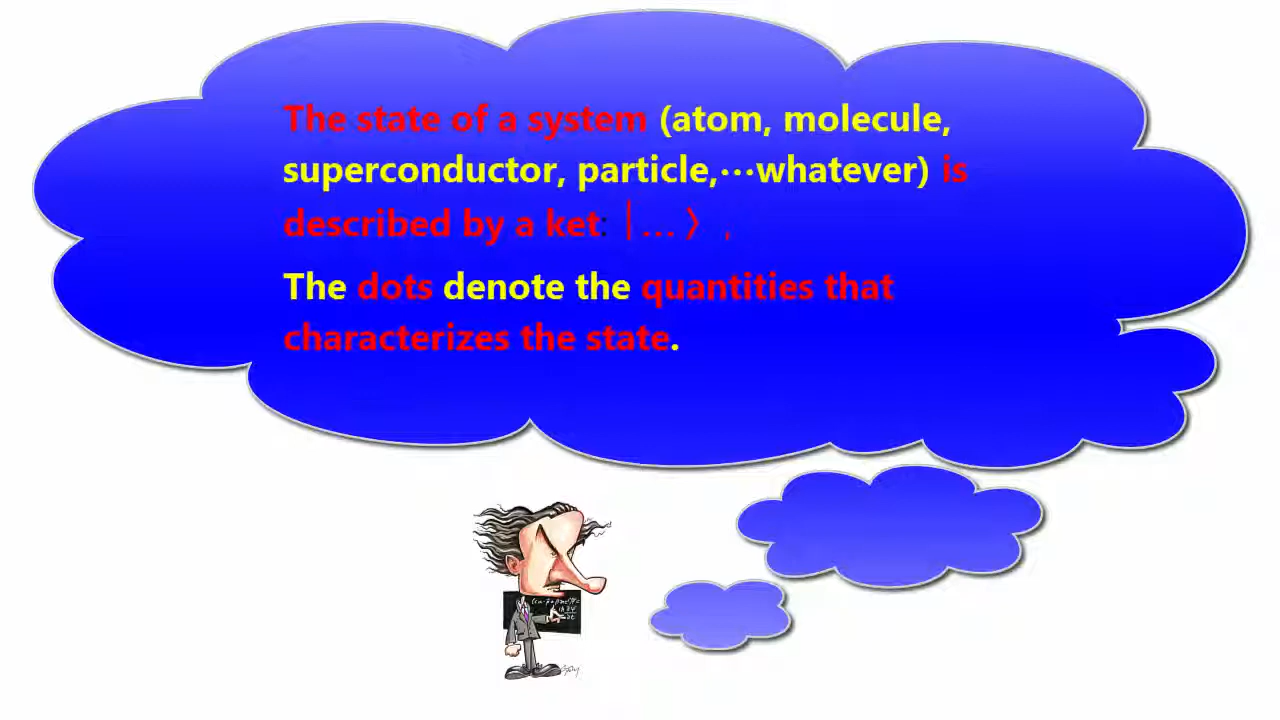 The state of a system (atom, molecule,
superconductor, particle,⋯whatever) is
described by a ket: |… 〉 .
The dots denote the quantities that
characterizes the state.